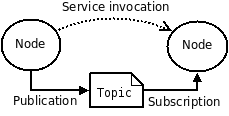 Service invocation
Node
Node
Topic
Publication
Subscription